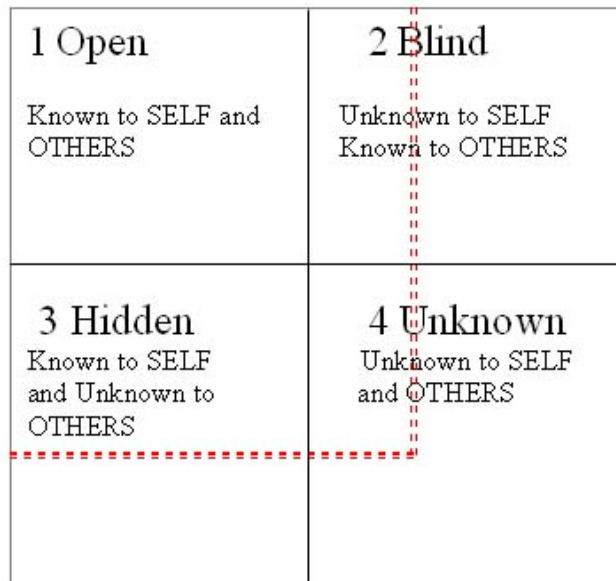 1 Open
Known to SELF and
OTHERS
2 Blind
Unknown to SELF
Known to OTHERS
3 Hidden
Known to SELF
and Unknown to
OTHERS
4 Unknown
Unknown to SELF
and OTHERS